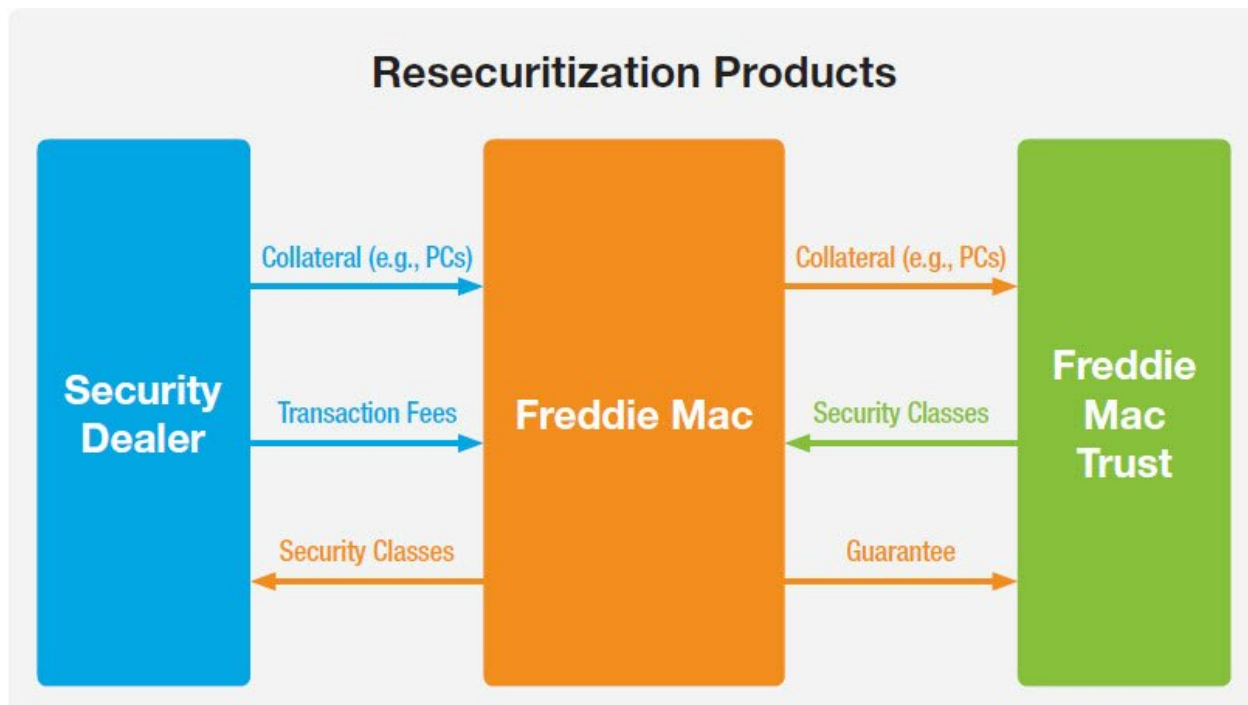 Resecuritization Products
Collateral (e.g., PCs)
Collateral (e.g., PCs)
Security
Dealer
Transaction Fees
Freddie Mac
Security Classes
Freddie
Mac
Trust
Security Classes
Guarantee